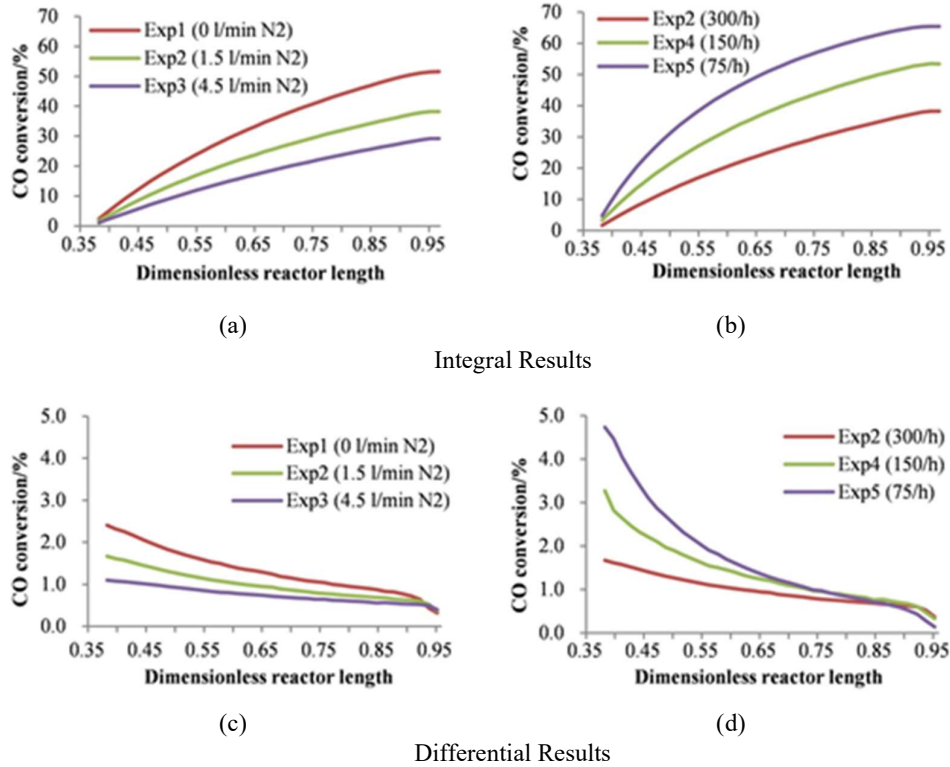 CO conversion/%
70
60
50
40
30
20
10
0
Exp1 (0 l/min N2)
Exp2 (1.5 l/min N2)
Exp3 (4.5 l/min N2)
0.35 0.45 0.55 0.65 0.75 0.85 0.95
Dimensionless reactor length
(a)
CO conversion/%
70
60
50
40
30
20
10
0
Exp2 (300/h)
Exp4 (150/h)
Exp5 (75/h)
0.35 0.45 0.55 0.65 0.75 0.85 0.95
Dimensionless reactor length
(b)
Integral Results
CO conversion/%
5.0
4.0
3.0
2.0
1.0
0.0
Exp1 (0 l/min N2)
Exp2 (1.5 l/min N2)
Exp3 (4.5 l/min N2)
0.35 0.45 0.55 0.65 0.75 0.85 0.95
Dimensionless reactor length
(c)
CO conversion/%
5.0
4.0
3.0
2.0
1.0
0.0
Exp2 (300/h)
Exp4 (150/h)
Exp5 (75/h)
0.35 0.45 0.55 0.65 0.75 0.85 0.95
Dimensionless reactor length
(d)
Differential Results